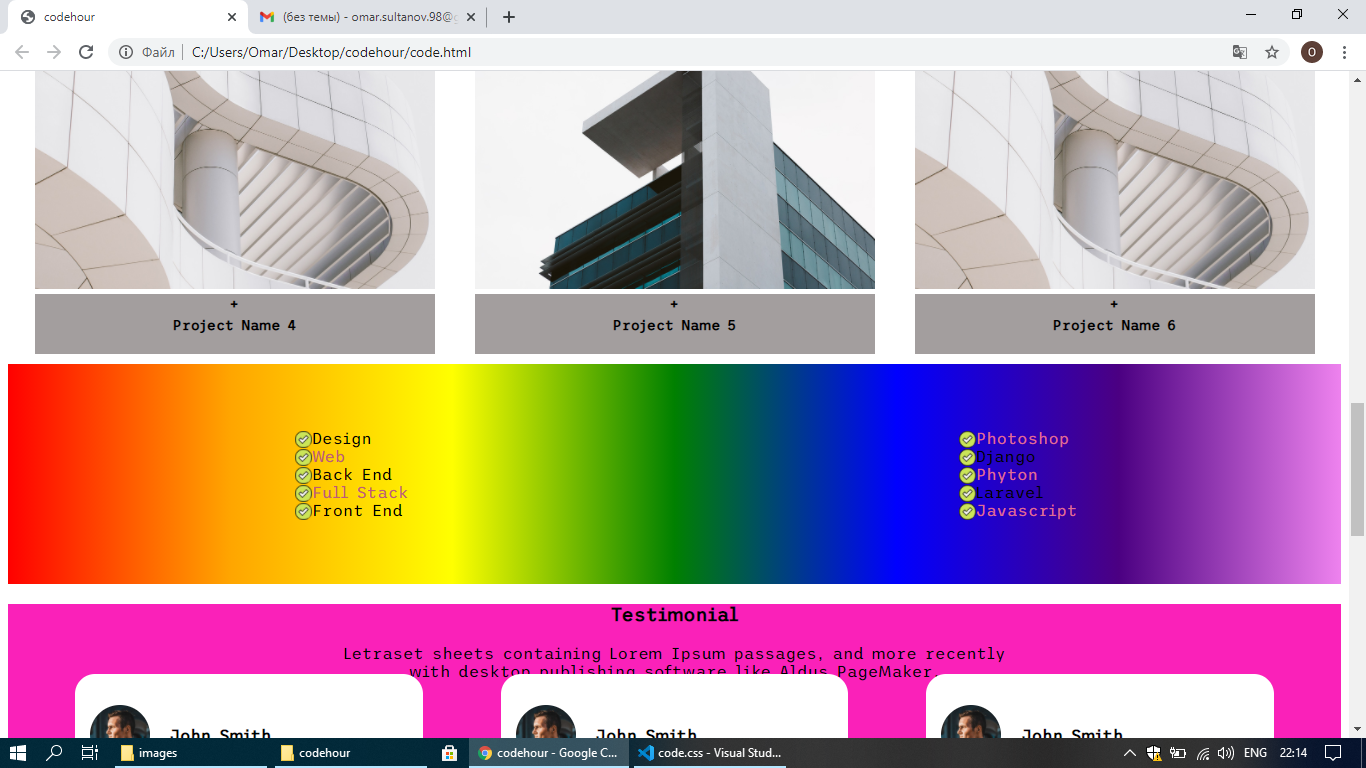 codehour
(без темы) - omar.sultanov.98@g
Файл
C:/Users/Omar/Desktop/codehour/code.html
O
+
Project Name 4
+
Project Name 5
+
Project Name 6
Design
Web
Back End
Full Stack
Front End
Photoshop
Django
Phyton
Laravel
Javascript
Testimonial
Letraset sheets containing Lorem Ipsum passages, and more recently
with desktop publishing software like Aldus PageMaker.
John Smith
John Smith
John Smith
images
codehour
codehour - Google C...
code.css - Visual Stud...
ENG
22:14